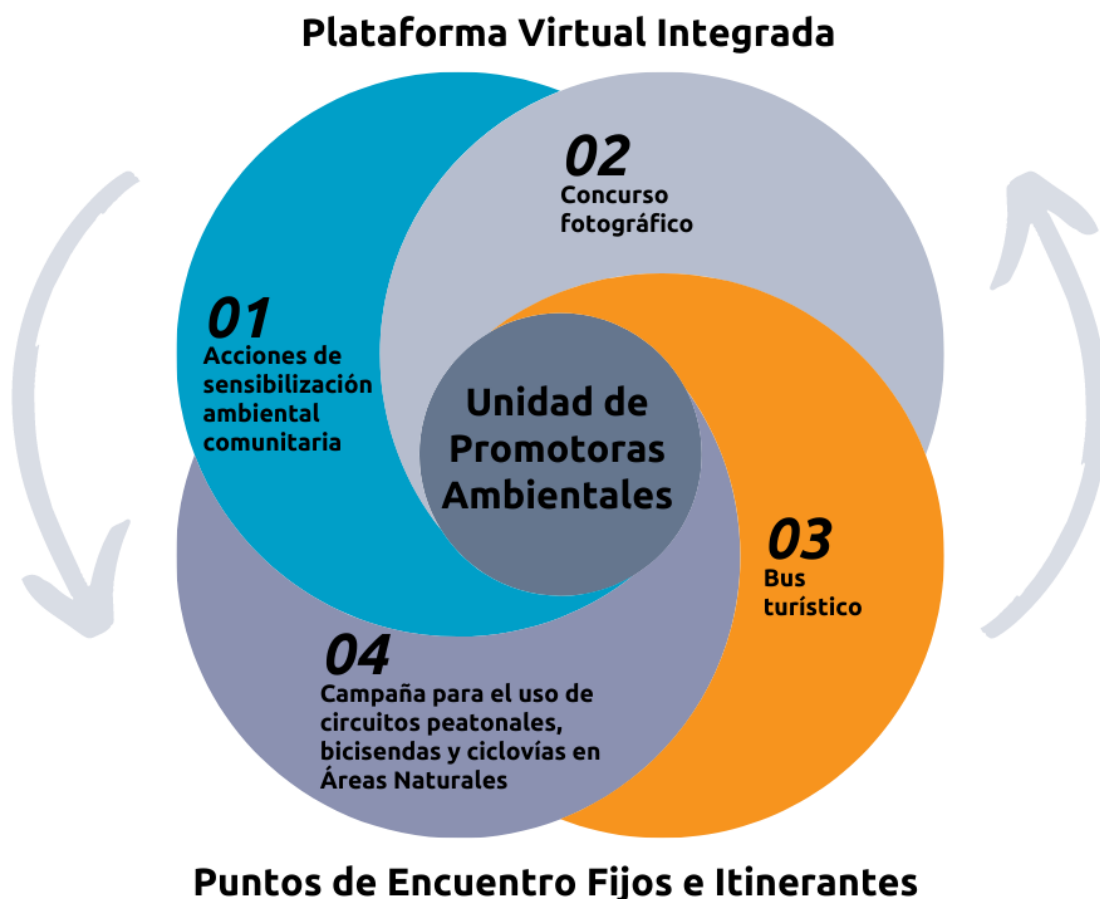 Plataforma Virtual Integrada
01
Acciones de
sensibilización
ambiental
comunitaria
02
Concurso
fotográfico
Unidad de
Promotoras
Ambientales
03
Bus
turístico
04
Campaña para el uso de
circuitos peatonales,
bicisendas y ciclovías en
Áreas Naturales
Puntos de Encuentro Fijos e Itinerantes